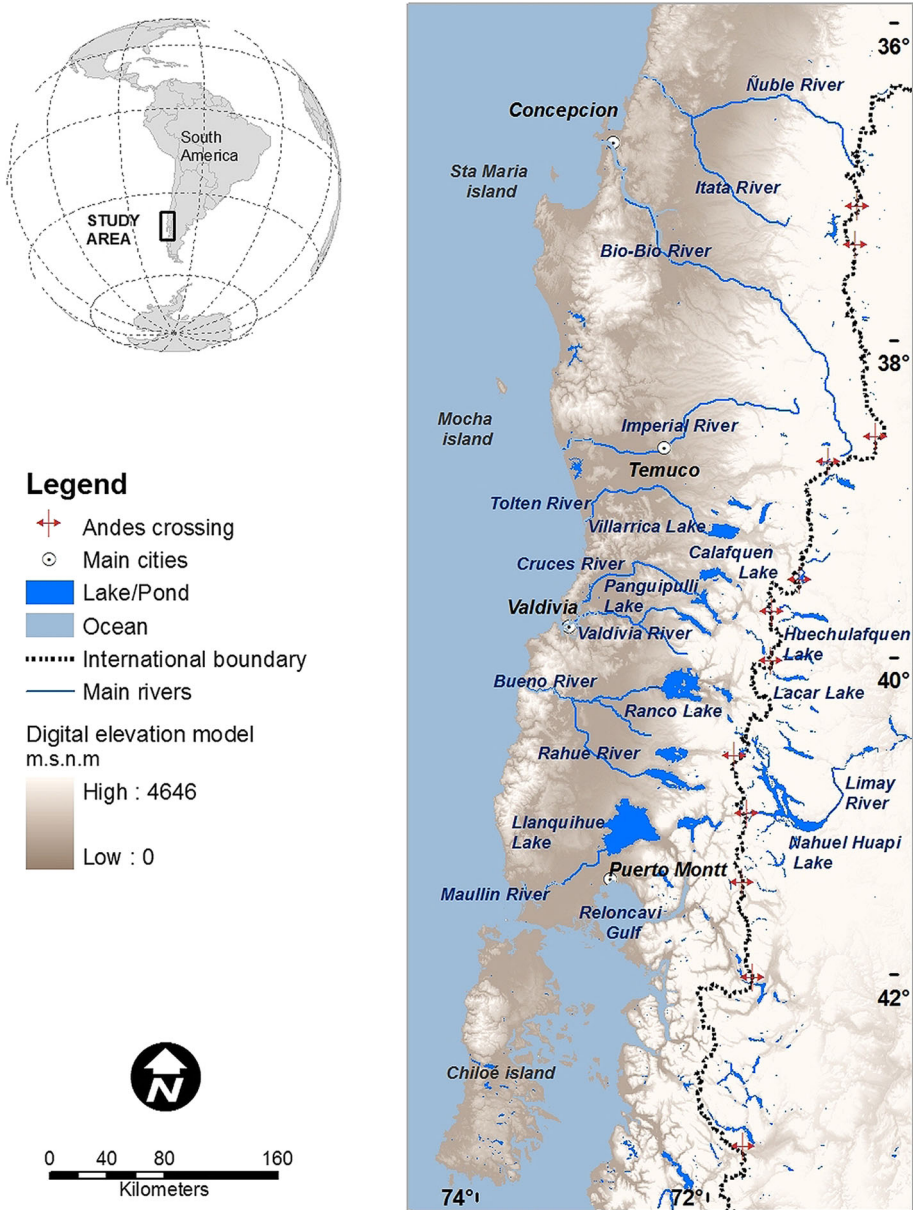 South
America
STUDY
AREA
Legend
Andes crossing
Main cities
Lake/Pond
Ocean
International boundary
Main rivers
Digital elevation model
m.s.n.m
High : 4646
Low : 0
N
0 40 80 160
Kilometers
36°
Ñuble River
Concepcion
Sta Maria
island
Itata River
Bio-Bio River
38°
Mocha
island
Imperial River
Temuco
Tolten River
Villarrica Lake
Calafquen
Lake
Cruces River
Panguipulli
Lake
Valdivia
Valdivia River
Huechulafquen
Lake
Bueno River
40°
Lacar Lake
Ranco Lake
Rahue River
Limay
River
Llanquihue
Lake
Nahuel Huapi
Lake
Puerto Montt
Maullin River
Reloncavi
Gulf
42°
Chiloé island
74°
72°